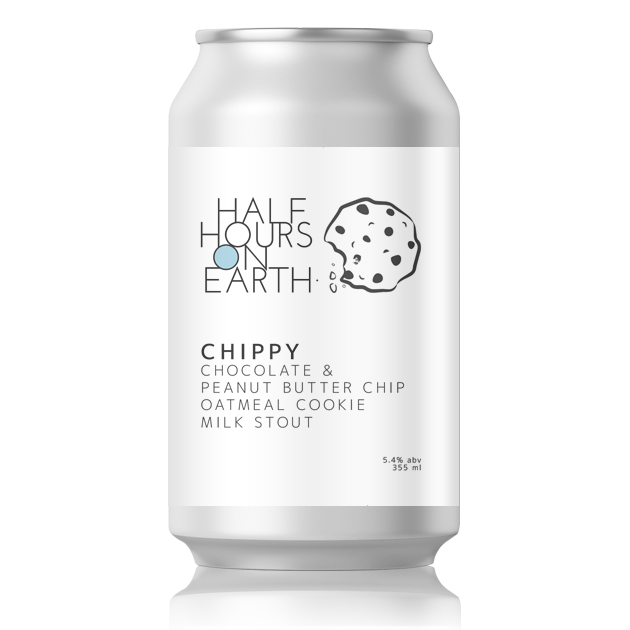 HALF
HOURS
ON
EARTH
CHIPPY
CHOCOLATE &
PEANUT BUTTER CHIP
OATMEAL COOKIE
MILK STOUT
5.4% abv
355 ml